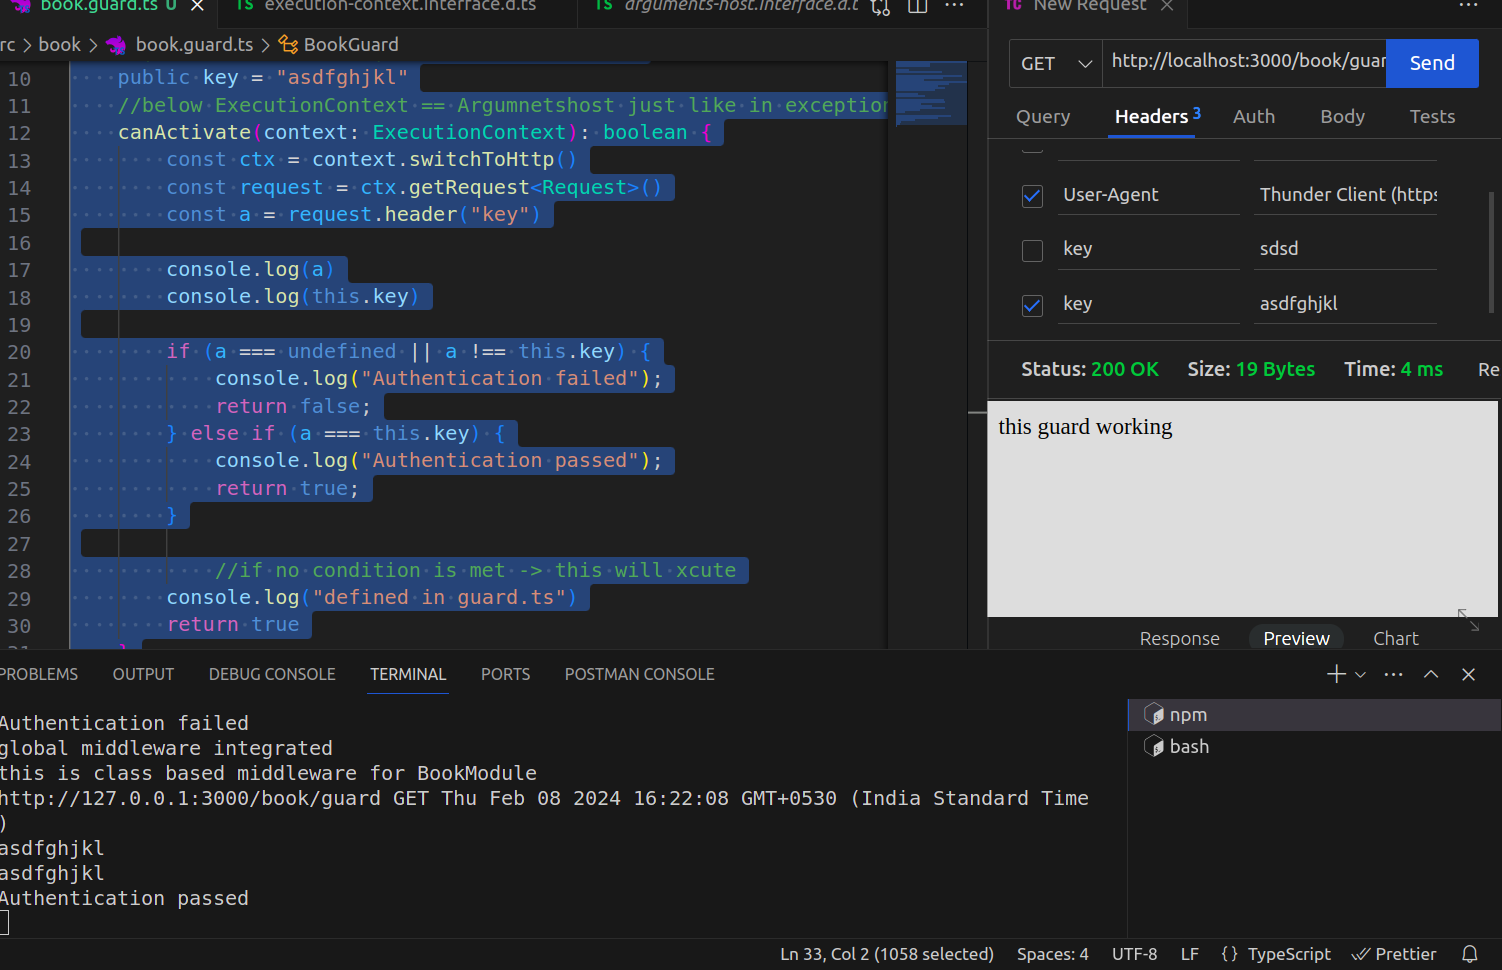 book.guard.ts U
TS execution-context.interface.d.ts
TS arguments-host.interface.d.t
TC New Request
rc > book > book.guard.ts > BookGuard
10 public key = "asdfghjkl"
11 //below ExecutionContext == Argumnetshost just like in exception
12 canActivate(context: ExecutionContext): boolean {
13 const ctx = context.switchToHttp()
14 const request = ctx.getRequest<Request>()
15 const a = request.header("key")
16
17 console.log(a)
18 console.log(this.key)
19
20 if (a === undefined || a !== this.key) {
21 console.log("Authentication failed");
22 return false;
23 } else if (a === this.key) {
24 console.log("Authentication passed");
25 return true;
26 }
27
28 //if no condition is met -> this will xcute
29 console.log("defined in guard.ts")
30 return true
31 }
GET http://localhost:3000/book/guar Send
Query Headers 3 Auth Body Tests
User-Agent Thunder Client (https
key sdsd
key asdfghjkl
Status: 200 OK Size: 19 Bytes Time: 4 ms Re
this guard working
Response Preview Chart
PROBLEMS OUTPUT DEBUG CONSOLE TERMINAL PORTS POSTMAN CONSOLE
Authentication failed
global middleware integrated
this is class based middleware for BookModule
http://127.0.0.1:3000/book/guard GET Thu Feb 08 2024 16:22:08 GMT+0530 (India Standard Time
)
asdfghjkl
asdfghjkl
Authentication passed
npm
bash
Ln 33, Col 2 (1058 selected) Spaces: 4 UTF-8 LF {} TypeScript Prettier